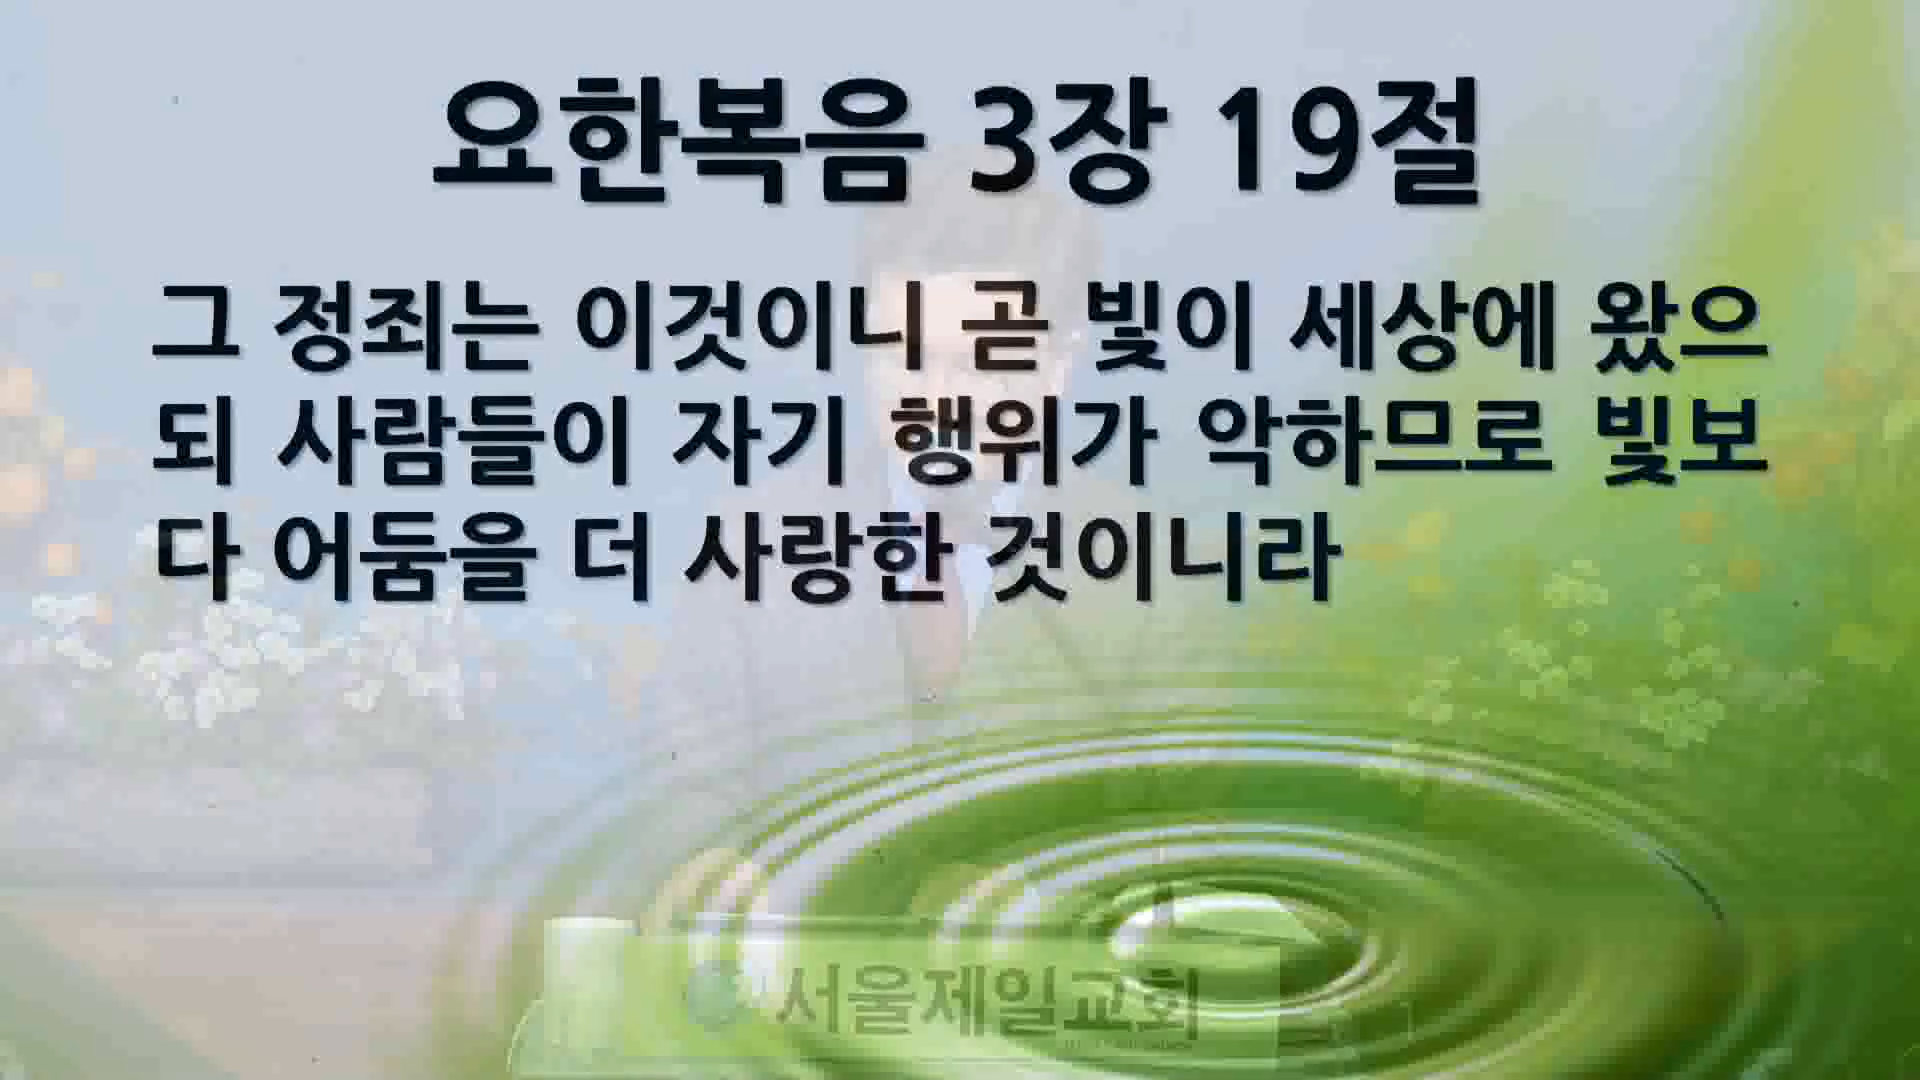 요한복음 3장 19절
그 정죄는 이것이니 곧 빛이 세상에 왔으
되 사람들이 자기 행위가 악하므로 빛보
다 어둠을 더 사랑한 것이니라
서울제일교회